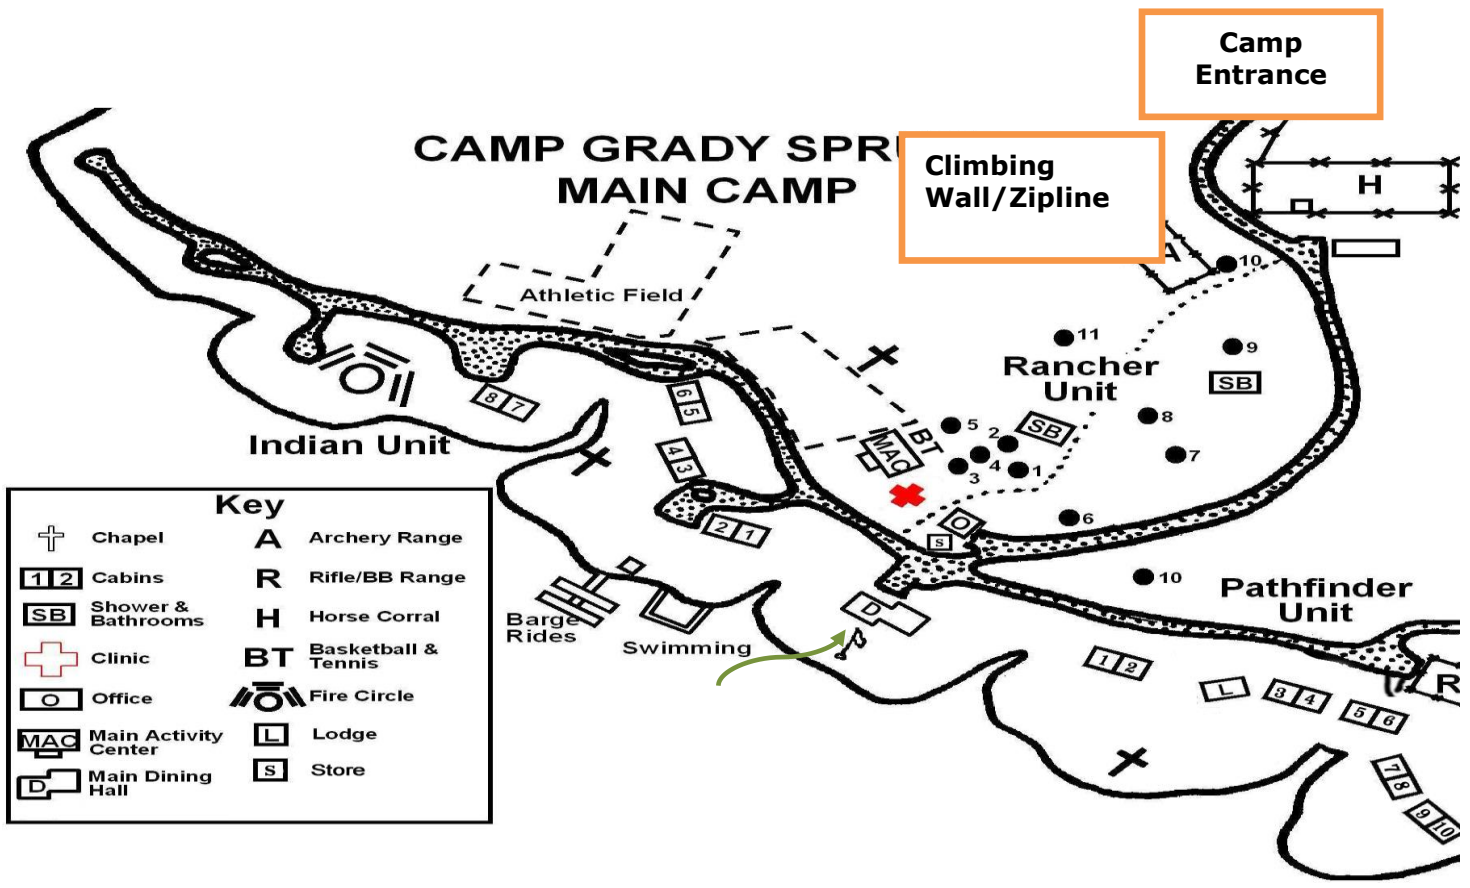 Camp
Entrance
CAMP GRADY SPRU
MAIN CAMP
Climbing
Wall/Zipline
H
A
10
Athletic Field
11
Rancher
Unit
9
SB
8
7
6
5
8 7
Indian Unit
4
3
MAC
BT
5
2
SB
4
3
1
7
6
2 1
O
S
10
Pathfinder
Unit
Barge
Rides
Swimming
D
1 2
L
3 4
5 6
R
7
8
9
10
Key
Chapel
A Archery Range
1 2 Cabins
R Rifle/BB Range
SB Shower &
Bathrooms
H Horse Corral
Clinic
BT Basketball &
Tennis
O Office
Fire Circle
MAC Main Activity
Center
L Lodge
D Main Dining
Hall
S Store